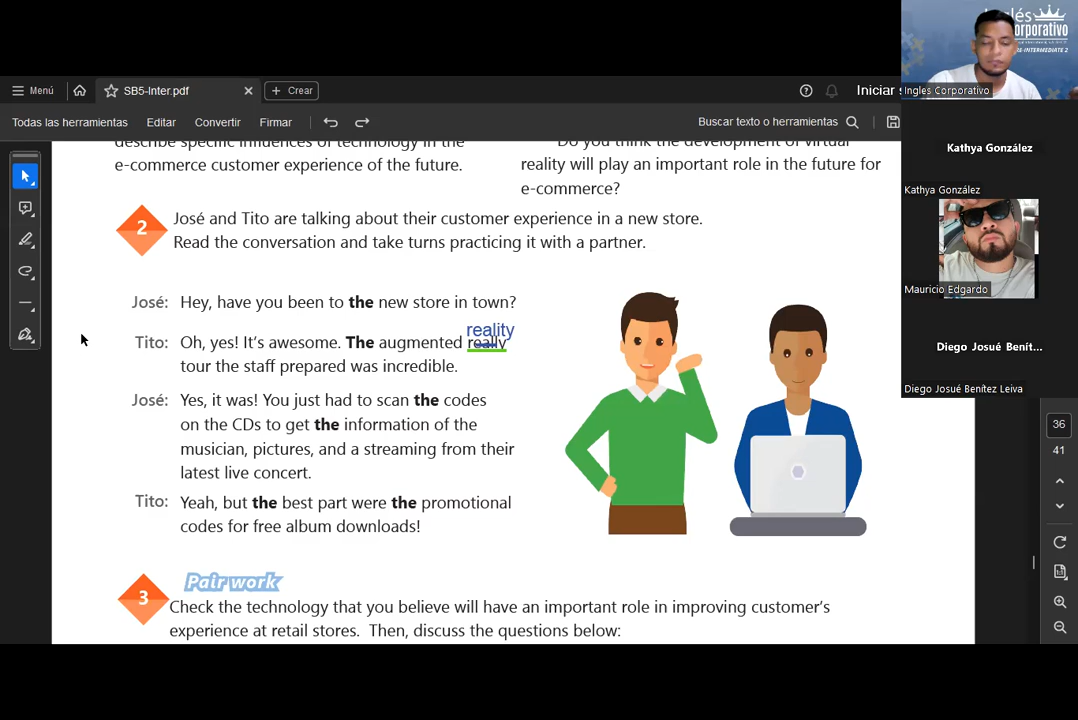 Menú
SB5-Inter.pdf
Crear
Iniciar
Todas las herramientas
Editar
Convertir
Firmar
Buscar texto o herramientas
describe specific influences of technology in the
e-commerce customer experience of the future.
Do you think the development of virtual
reality will play an important role in the future for
e-commerce?
2
José and Tito are talking about their customer experience in a new store.
Read the conversation and take turns practicing it with a partner.
José: Hey, have you been to the new store in town?
reality
Tito: Oh, yes! It's awesome. The augmented really
tour the staff prepared was incredible.
José: Yes, it was! You just had to scan the codes
on the CDs to get the information of the
musician, pictures, and a streaming from their
latest live concert.
Tito: Yeah, but the best part were the promotional
codes for free album downloads!
Pair work
3
Check the technology that you believe will have an important role in improving customer's
experience at retail stores. Then, discuss the questions below:
36
41
Ingles Corporativo
Kathya González
Kathya González
Mauricio Edgardo
Diego Josué Benít...
Diego Josué Benítez Leiva